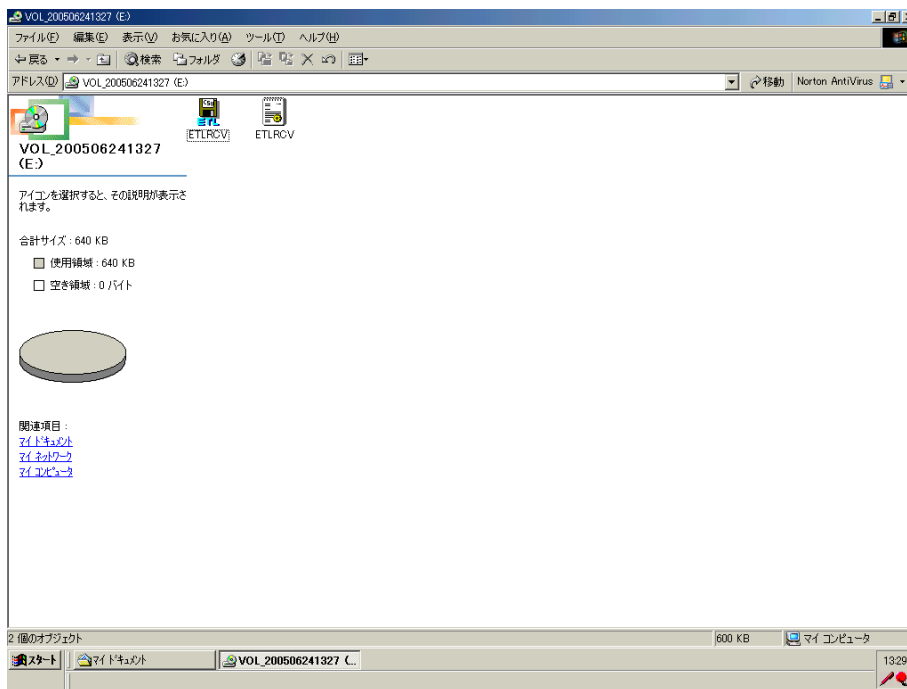 VOL_200506241327 (E:)
ファイル(F) 編集(E) 表示(V) お気に入り(A) ツール(T) ヘルプ(H)
戻る 検索 フォルダ
アドレス(D) VOL_200506241327 (E:) 移動 Norton AntiVirus
ETL
ETLRCV ETLRCV
VOL_200506241327
(E:)
アイコンを選択すると、その説明が表示さ
れます。
合計サイズ : 640 KB
使用領域 : 640 KB
空き領域 : 0 バイト
関連項目 :
マイ ドキュメント
マイ ネットワーク
マイ コンピュータ
2 個のオブジェクト 600 KB マイ コンピュータ
スタート マイ ドキュメント VOL_200506241327 (... 13:29